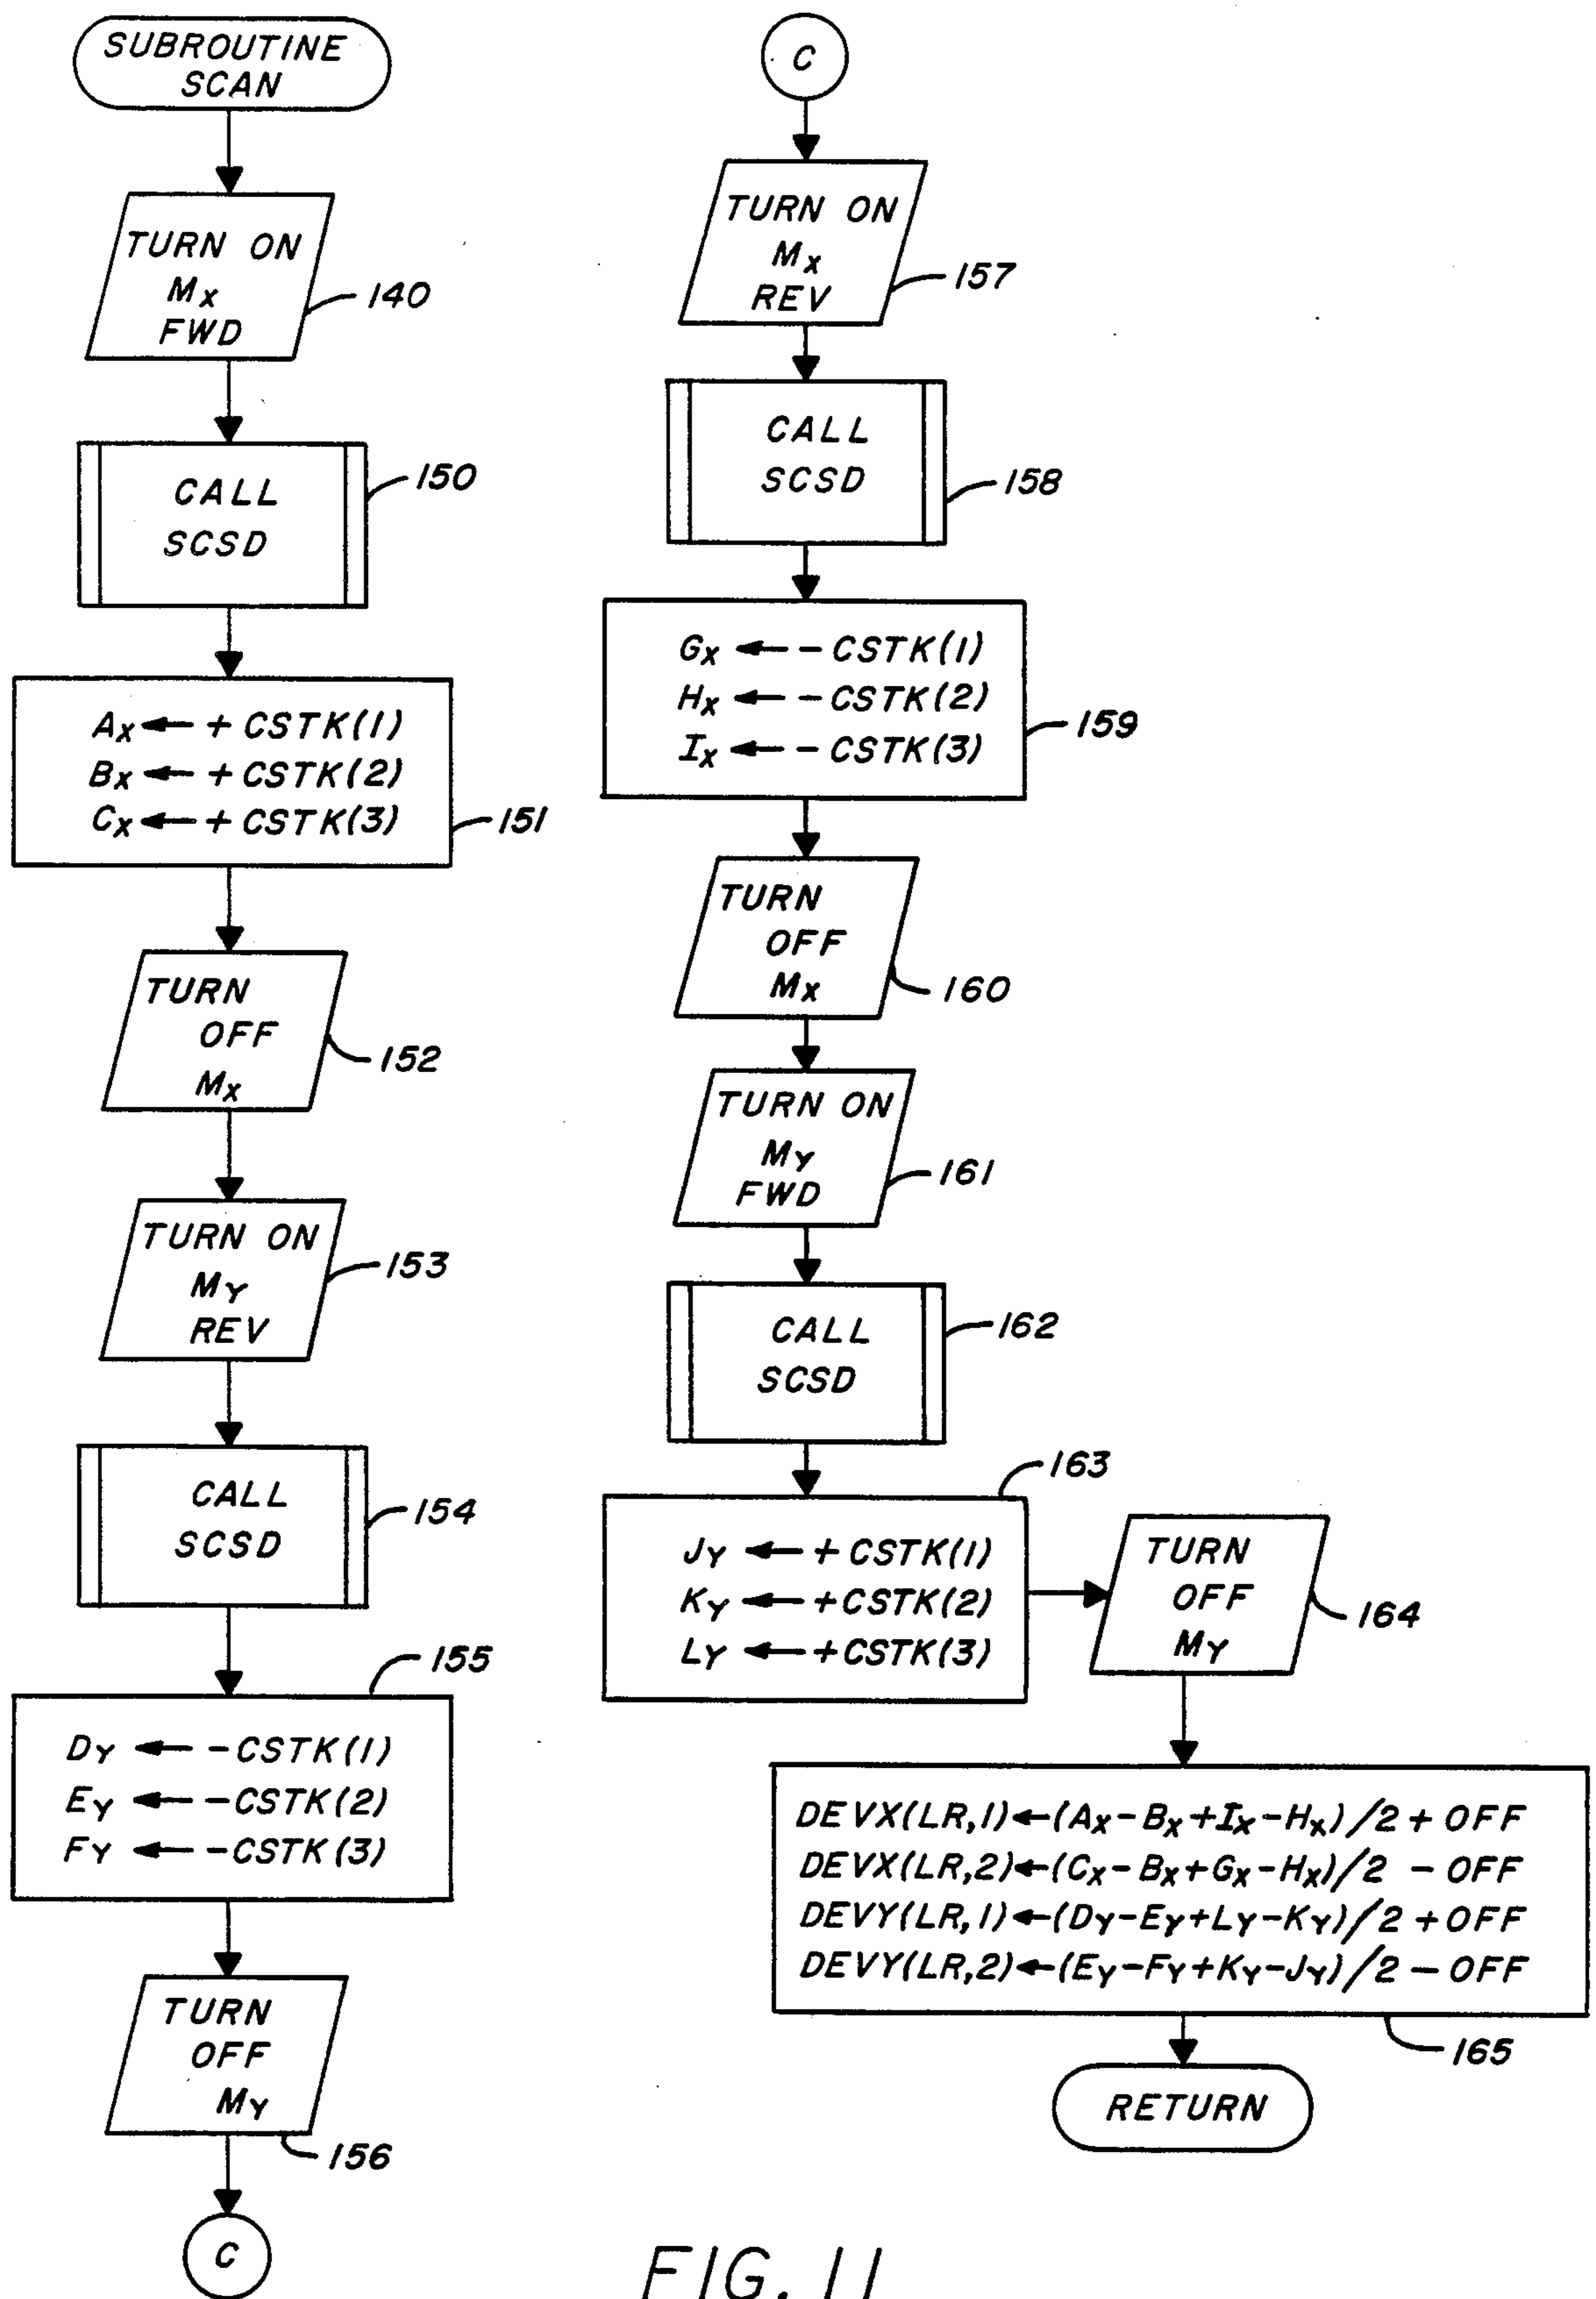 SUBROUTINE
SCAN
TURN ON
Mx
FWD
140
CALL
SCSD
150
Ax ← + CSTK(1)
Bx ← + CSTK(2)
Cx ← + CSTK(3)
151
TURN
OFF
Mx
152
TURN ON
My
REV
153
CALL
SCSD
154
155
Dy ← - CSTK(1)
Ey ← - CSTK(2)
Fy ← - CSTK(3)
TURN
OFF
My
156
C
C
TURN ON
Mx
REV
157
CALL
SCSD
158
Gx ← - CSTK(1)
Hx ← - CSTK(2)
Ix ← - CSTK(3)
159
TURN
OFF
Mx
160
TURN ON
My
FWD
161
CALL
SCSD
162
163
Jy ← + CSTK(1)
Ky ← + CSTK(2)
Ly ← + CSTK(3)
TURN
OFF
My
164
DEVX(LR,1)←(Ax-Bx+Ix-Hx)/2 + OFF
DEVX(LR,2)←(Cx-Bx+Gx-Hx)/2 - OFF
DEVY(LR,1)←(Dy-Ey+Ly-Ky)/2 + OFF
DEVY(LR,2)←(Ey-Fy+Ky-Jy)/2 - OFF
165
RETURN
FIG. 11